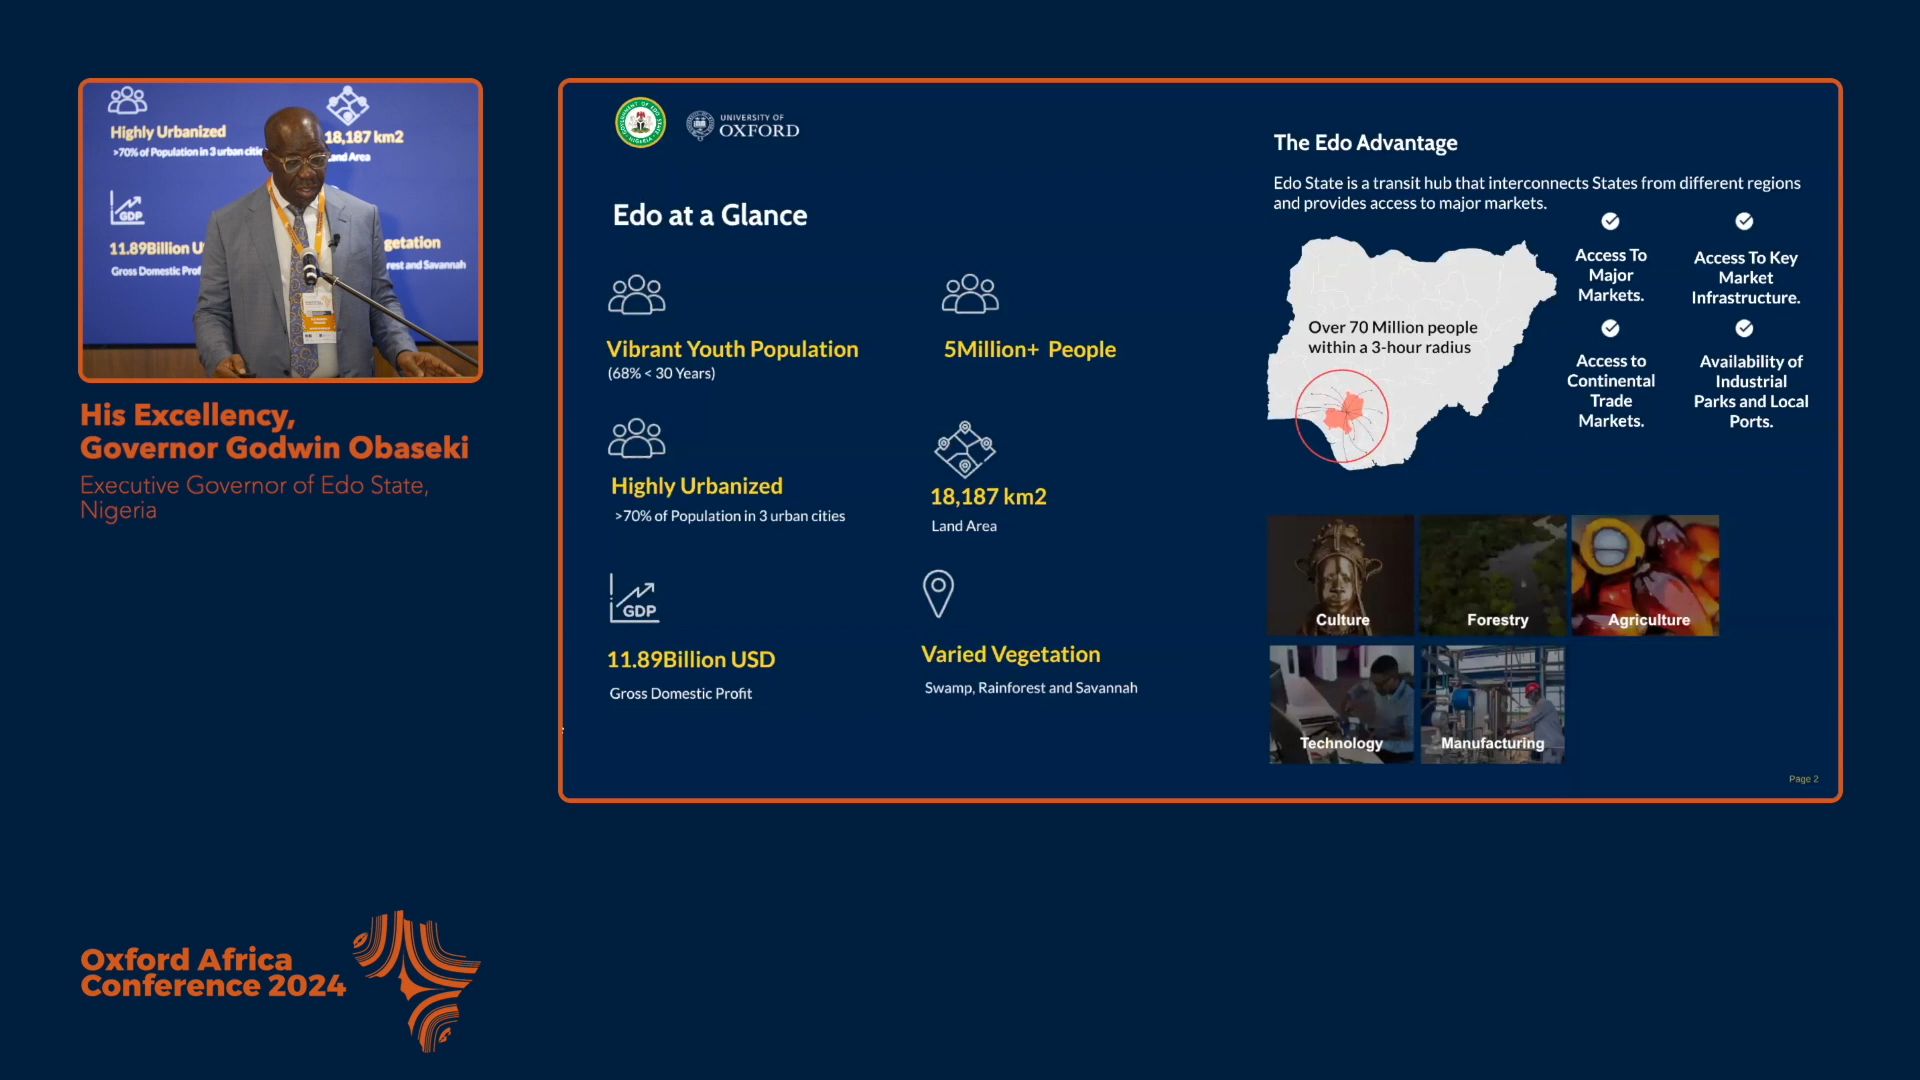 Highly Urbanized
>70% of Population in 3 urban citie
18,187 km2
and Area
GDP
11.89Billion U
Gross Domestic Prof
getation
rest and Savannah
His Excellency,
Governor Godwin Obaseki
Executive Governor of Edo State,
Nigeria
UNIVERSITY OF
OXFORD
Edo at a Glance
Vibrant Youth Population
(68% < 30 Years)
5Million+ People
Highly Urbanized
>70% of Population in 3 urban cities
18,187 km2
Land Area
GDP
11.89Billion USD
Gross Domestic Profit
Varied Vegetation
Swamp, Rainforest and Savannah
The Edo Advantage
Edo State is a transit hub that interconnects States from different regions
and provides access to major markets.
Over 70 Million people
within a 3-hour radius
Access To
Major
Markets.
Access To Key
Market
Infrastructure.
Access to
Continental
Trade
Markets.
Availability of
Industrial
Parks and Local
Ports.
Culture
Forestry
Agriculture
Technology
Manufacturing
Page 2
Oxford Africa
Conference 2024